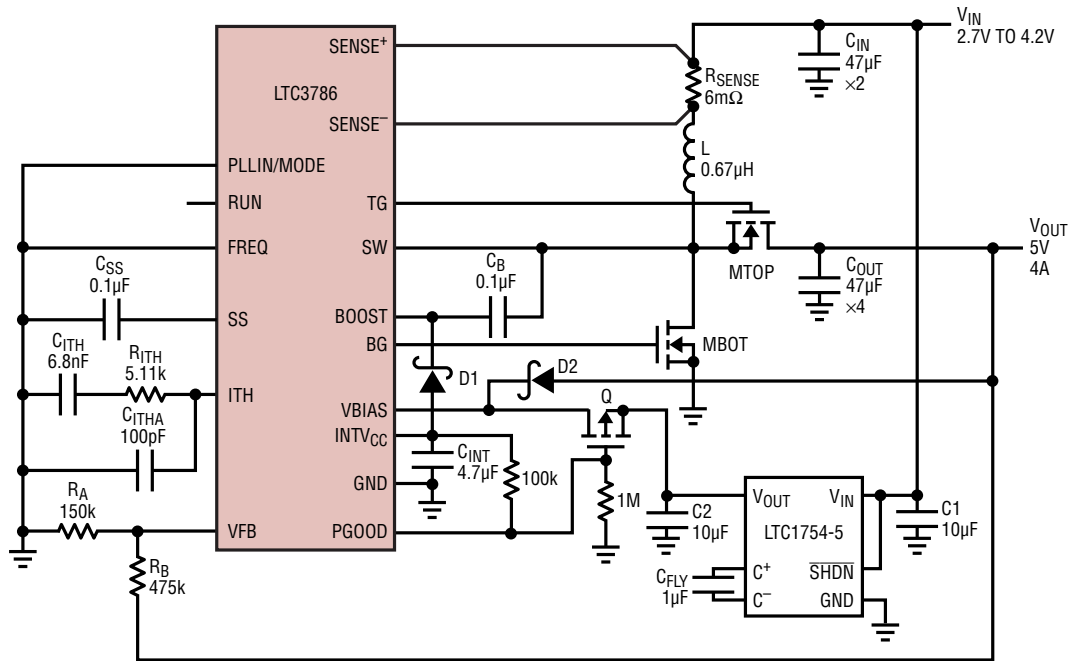 V_IN
2.7V TO 4.2V
C_IN
47µF
×2
SENSE+
R_SENSE
6mΩ
LTC3786
SENSE−
L
0.67µH
PLLIN/MODE
RUN
TG
FREQ
SW
MTOP
V_OUT
5V
4A
C_OUT
47µF
×4
C_SS
0.1µF
C_B
0.1µF
SS
BOOST
BG
MBOT
C_ITH
6.8nF
R_ITH
5.11k
ITH
D1
D2
Q
C_ITHA
100pF
VBIAS
INTV_CC
C_INT
4.7µF
100k
GND
1M
R_A
150k
VFB
PGOOD
C2
10µF
V_OUT
V_IN
LTC1754-5
C1
10µF
R_B
475k
C_FLY
1µF
C+
C−
SHDN
GND